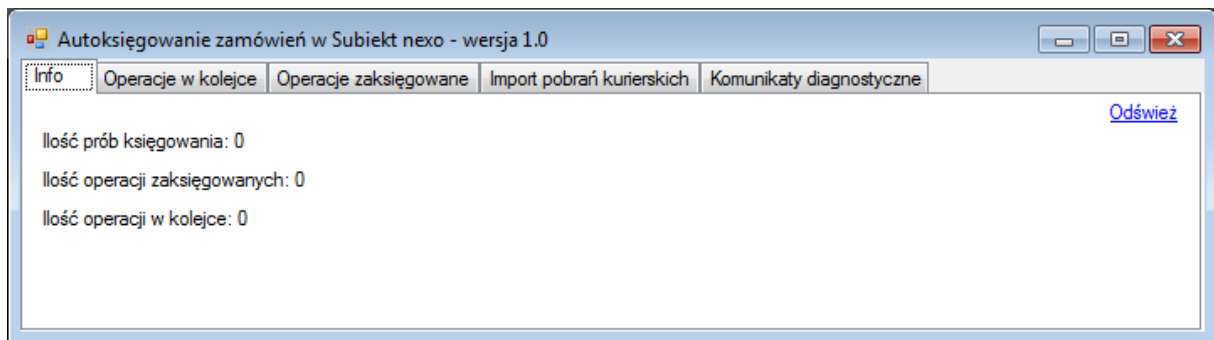 Autoksięgowanie zamówień w Subiekt nexo - wersja 1.0
Info Operacje w kolejce Operacje zaksięgowane Import pobrań kurierskich Komunikaty diagnostyczne
Odśwież
Ilość prób księgowania: 0
Ilość operacji zaksięgowanych: 0
Ilość operacji w kolejce: 0